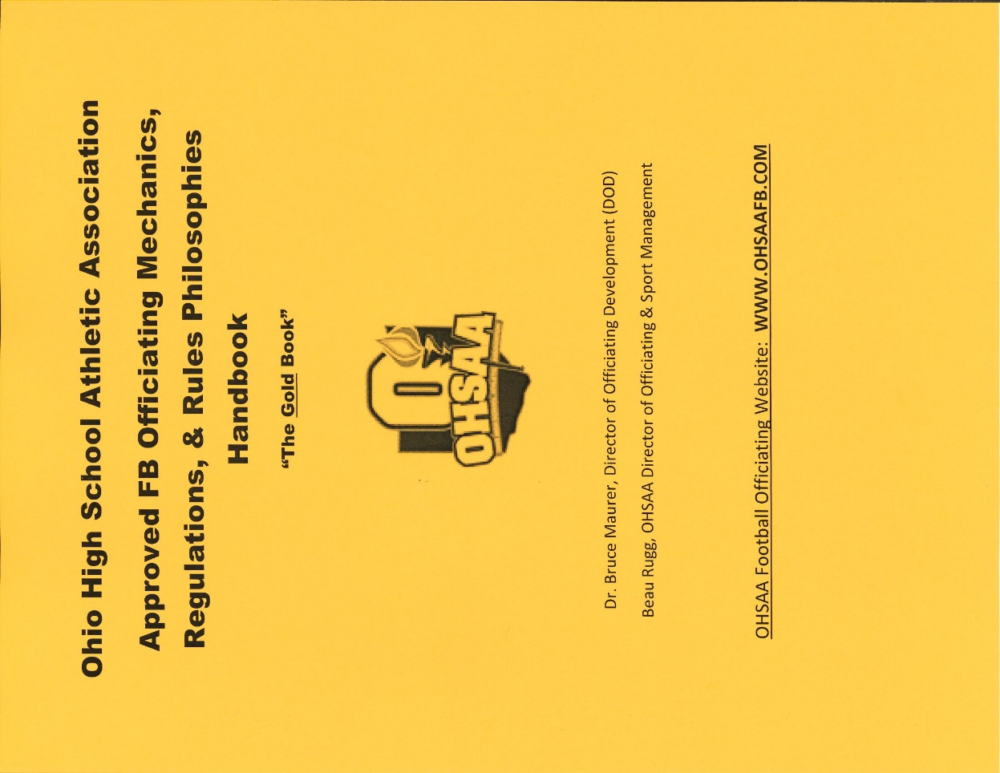 Ohio High School Athletic Association
Approved FB Officiating Mechanics,
Regulations, & Rules Philosophies
Handbook
“The Gold Book”
O
OHSAA
Dr. Bruce Maurer, Director of Officiating Development (DOD)
Beau Rugg, OHSAA Director of Officiating & Sport Management
OHSAA Football Officiating Website: WWW.OHSAAFB.COM